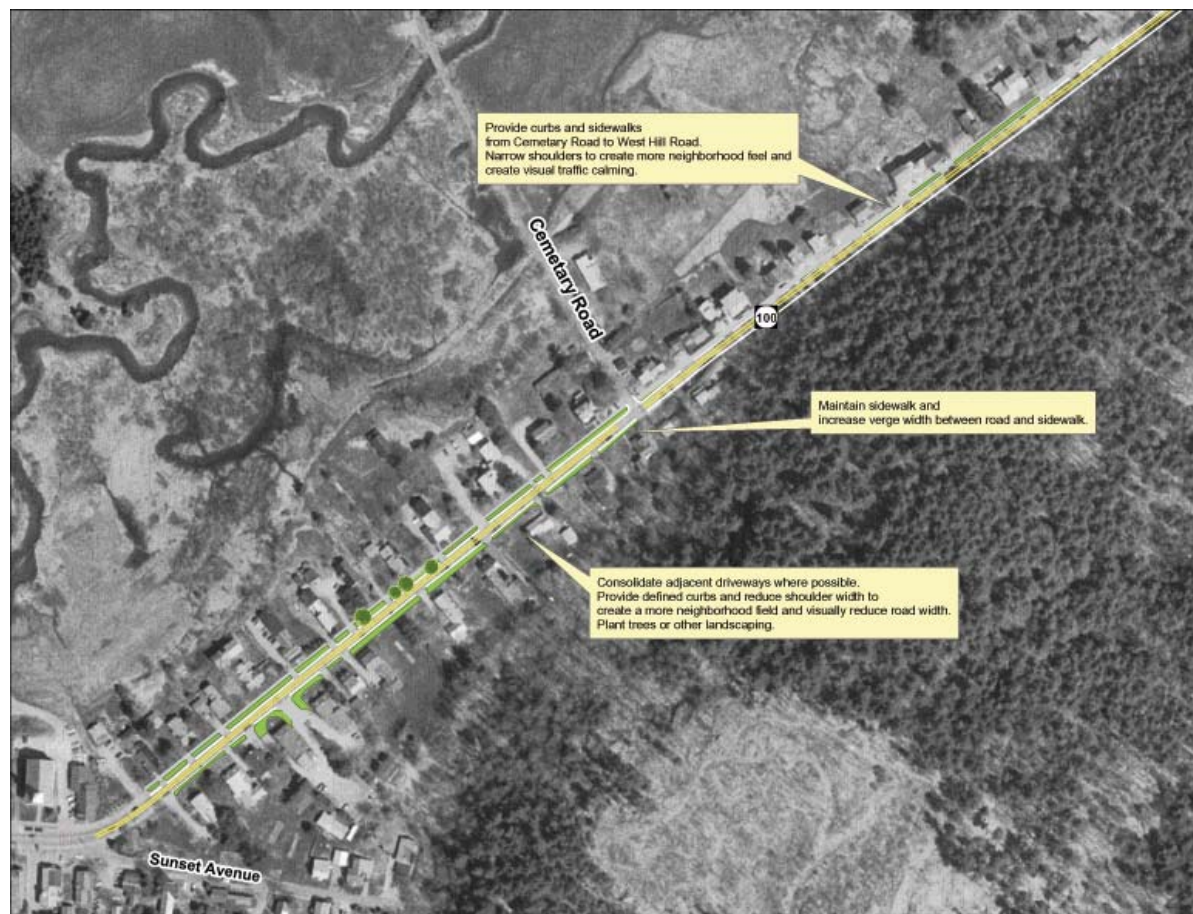 Provide curbs and sidewalks
from Cemetary Road to West Hill Road.
Narrow shoulders to create more neighborhood feel and
create visual traffic calming.
Cemetary Road
100
Maintain sidewalk and
increase verge width between road and sidewalk.
Consolidate adjacent driveways where possible.
Provide defined curbs and reduce shoulder width to
create a more neighborhood field and visually reduce road width.
Plant trees or other landscaping.
Sunset Avenue